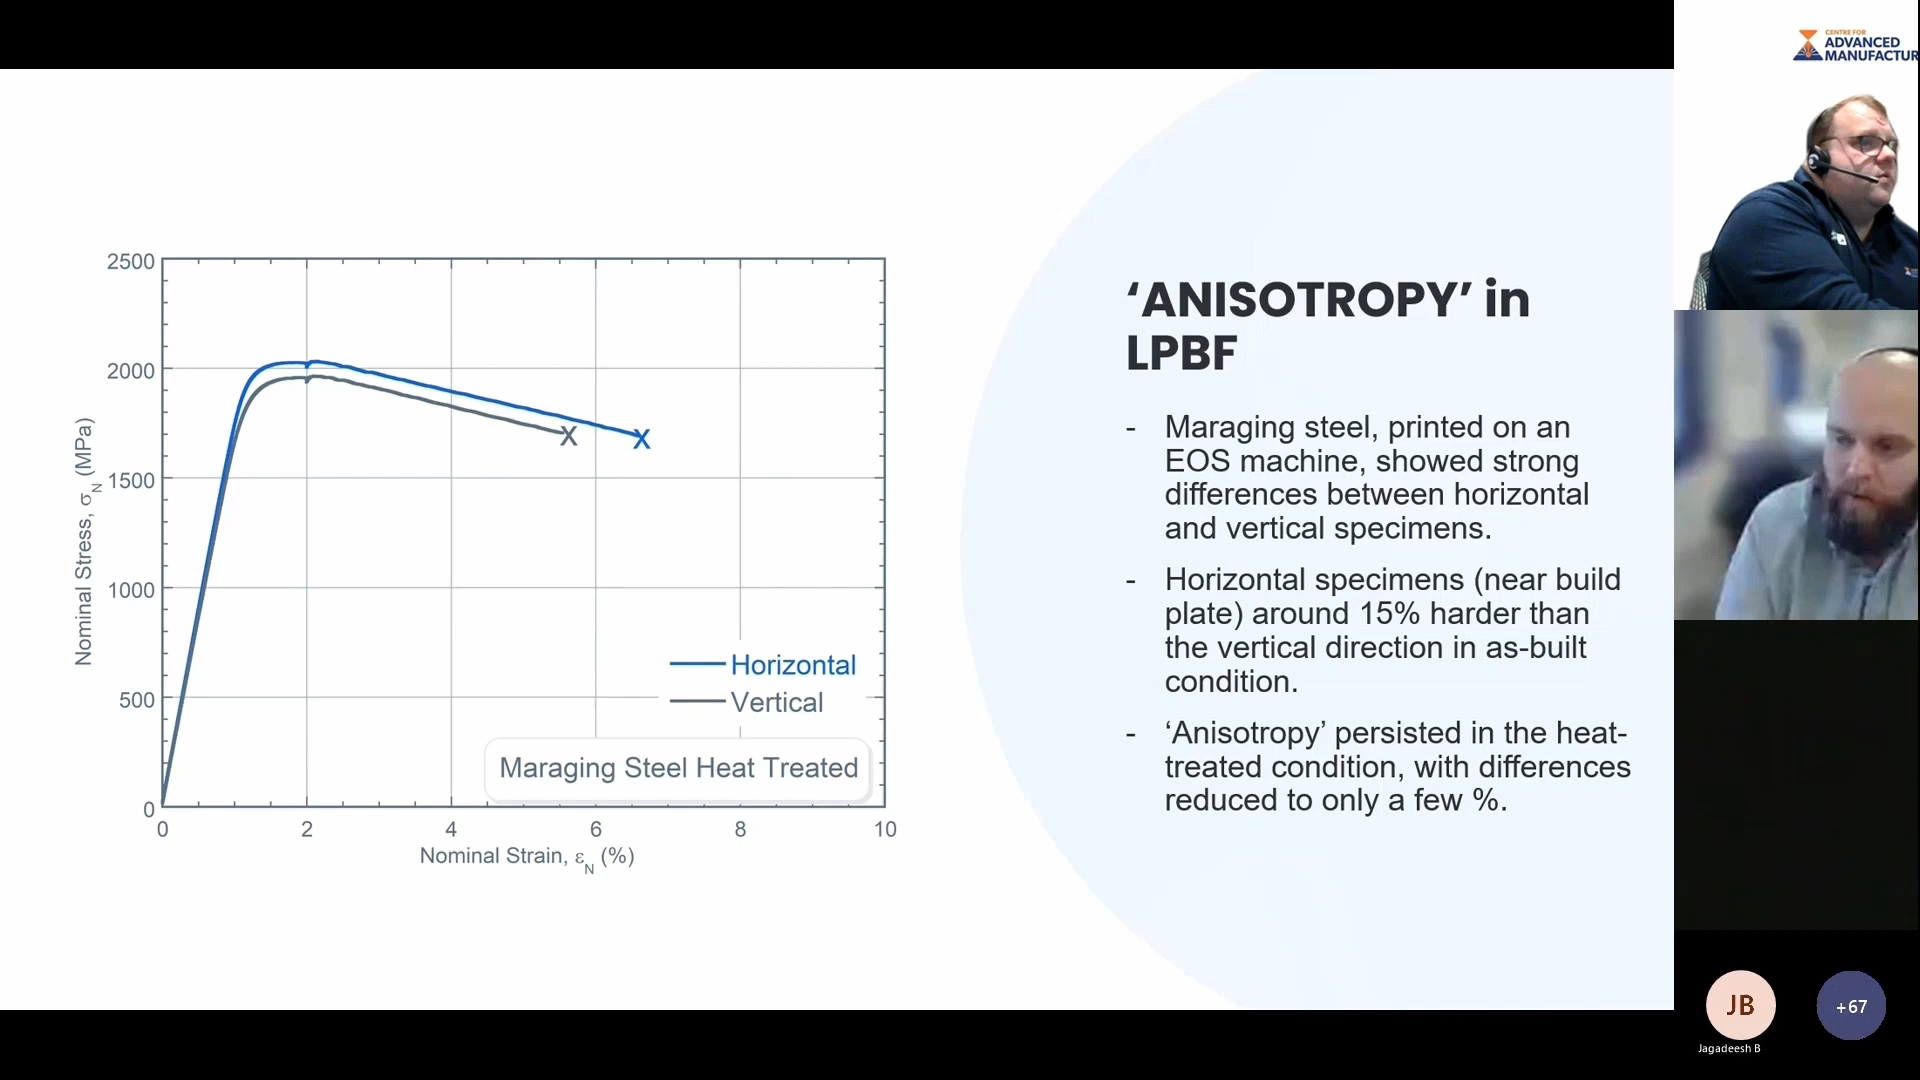 CENTRE FOR
ADVANCED
MANUFACTUR
2500
2000
1500
1000
500
0
0
2
4
6
8
10
Nominal Stress, σN (MPa)
Nominal Strain, εN (%)
X
X
Horizontal
Vertical
Maraging Steel Heat Treated
‘ANISOTROPY’ in
LPBF
- Maraging steel, printed on an
EOS machine, showed strong
differences between horizontal
and vertical specimens.
- Horizontal specimens (near build
plate) around 15% harder than
the vertical direction in as-built
condition.
- ‘Anisotropy’ persisted in the heat-
treated condition, with differences
reduced to only a few %.
JB
+67
Jagadeesh B